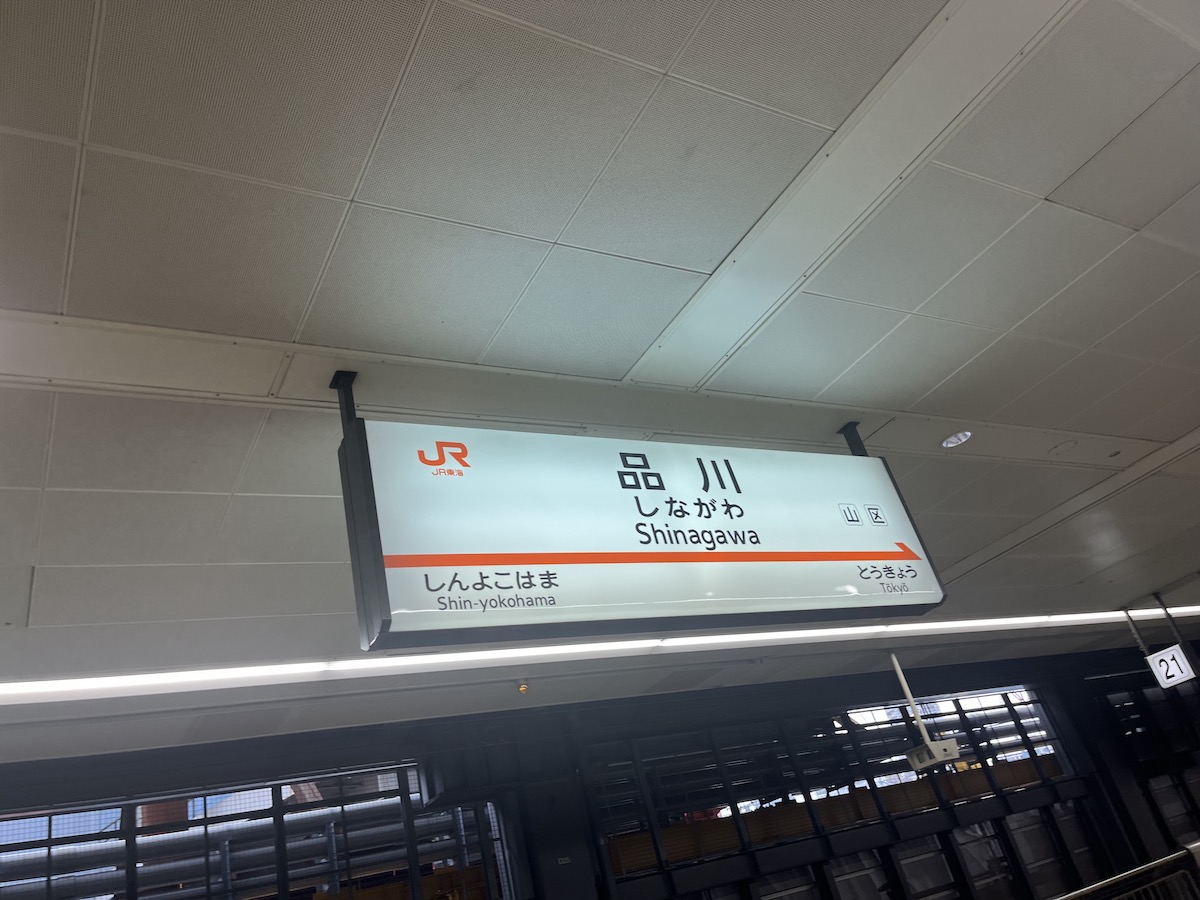 JR
JR東海
品川
しながわ
Shinagawa
山 区
しんよこはま
Shin-yokohama
とうきょう
Tōkyō
21